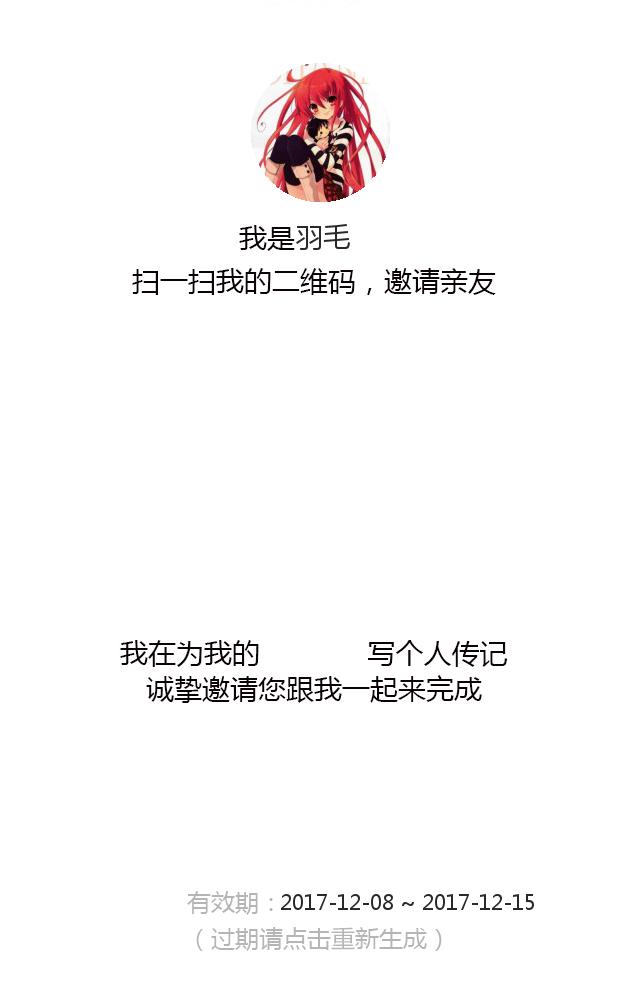 我是羽毛
扫一扫我的二维码，邀请亲友
我在为我的 写个人传记
诚挚邀请您跟我一起来完成
有效期：2017-12-08 ~ 2017-12-15
（过期请点击重新生成）